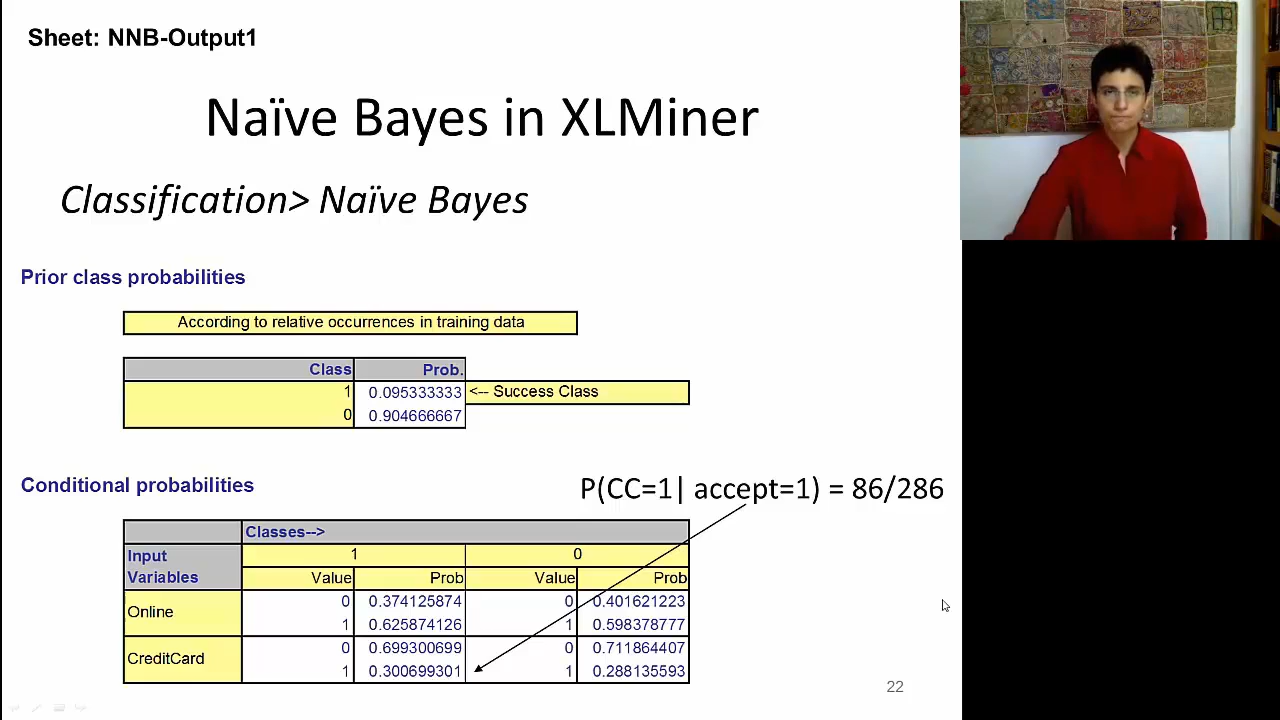 Sheet: NNB-Output1
Naïve Bayes in XLMiner
Classification> Naïve Bayes
Prior class probabilities
According to relative occurrences in training data
Class Prob.
1 0.095333333 <-- Success Class
0 0.904666667
Conditional probabilities
P(CC=1| accept=1) = 86/286
Classes-->
Input Variables
1 0
Value Prob Value Prob
Online
0 0.374125874 0 0.401621223
1 0.625874126 1 0.598378777
CreditCard
0 0.699300699 0 0.711864407
1 0.300699301 1 0.288135593
22